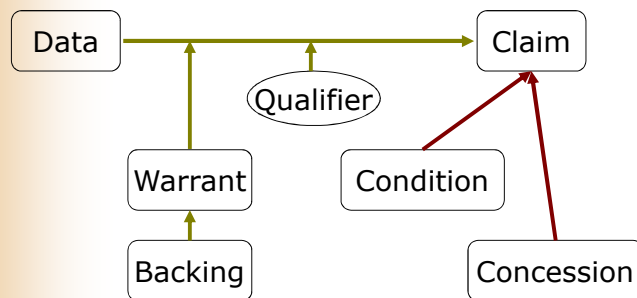 Data
Claim
Qualifier
Warrant
Condition
Backing
Concession